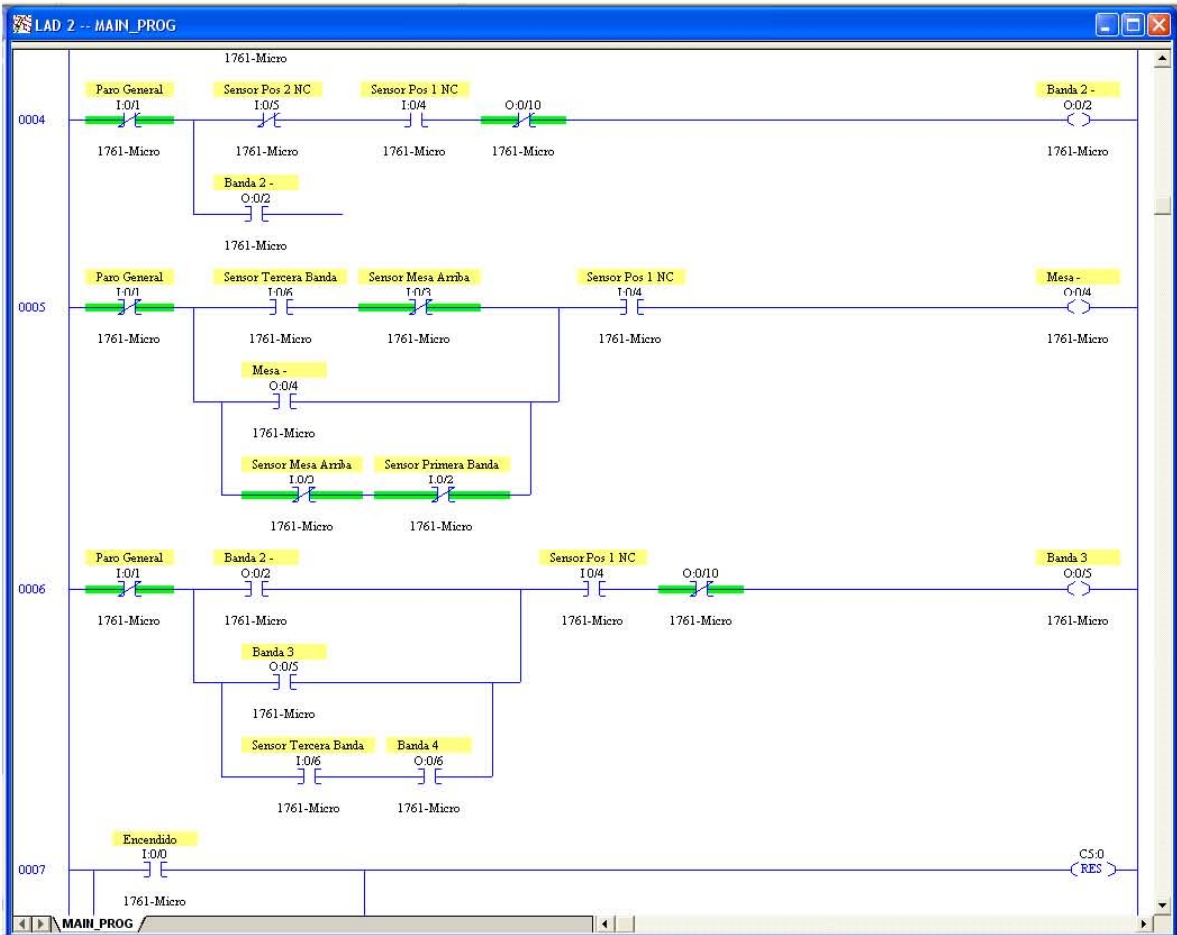 LAD 2 -- MAIN_PROG
1761-Micro
Paro General Sensor Pos 2 NC Sensor Pos 1 NC Banda 2 -
I:0/1 I:0/5 I:0/4 O:0/10 O:0/2
0004
1761-Micro 1761-Micro 1761-Micro 1761-Micro 1761-Micro
Banda 2 -
O:0/2
1761-Micro
Paro General Sensor Tercera Banda Sensor Mesa Arriba Sensor Pos 1 NC Mesa -
I:0/1 I:0/6 I:0/3 I:0/4 O:0/4
0005
1761-Micro 1761-Micro 1761-Micro 1761-Micro 1761-Micro
Mesa -
O:0/4
1761-Micro
Sensor Mesa Arriba Sensor Primera Banda
I:0/3 I:0/2
1761-Micro 1761-Micro
Paro General Banda 2 - Sensor Pos 1 NC Banda 3
I:0/1 O:0/2 I:0/4 O:0/10 O:0/5
0006
1761-Micro 1761-Micro 1761-Micro 1761-Micro 1761-Micro
Banda 3
O:0/5
1761-Micro
Sensor Tercera Banda Banda 4
I:0/6 O:0/6
1761-Micro 1761-Micro
Encendido
I:0/0 C5:0
0007 RES
1761-Micro
MAIN_PROG